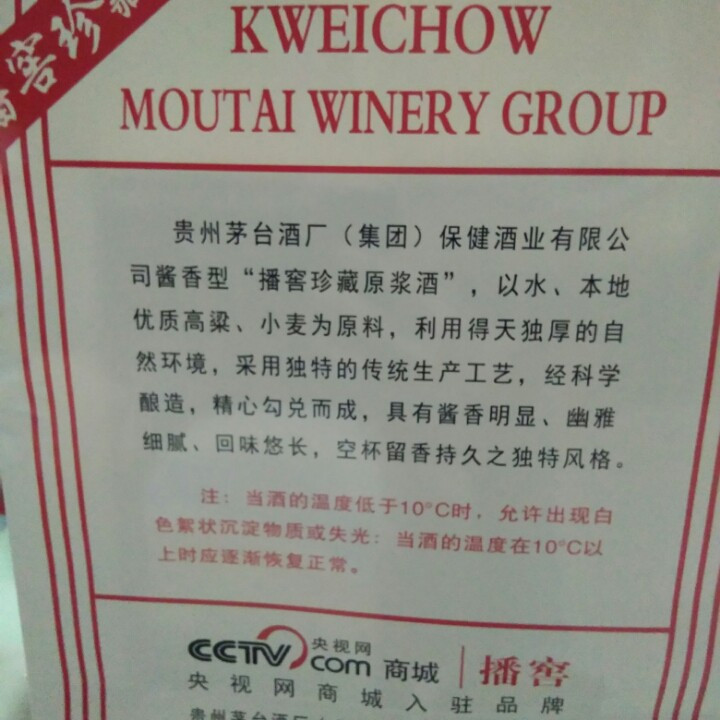 窖珍
KWEICHOW
MOUTAI WINERY GROUP
贵州茅台酒厂（集团）保健酒业有限公
司酱香型“播窖珍藏原浆酒”，以水、本地
优质高粱、小麦为原料，利用得天独厚的自
然环境，采用独特的传统生产工艺，经科学
酿造，精心勾兑而成，具有酱香明显、幽雅
细腻、回味悠长，空杯留香持久之独特风格。
注：当酒的温度低于10°C时，允许出现白
色絮状沉淀物质或失光：当酒的温度在10°C以
上时应逐渐恢复正常。
CCTV.com 央视网 商城 播窖
央视网商城入驻品牌
贵州茅台酒厂